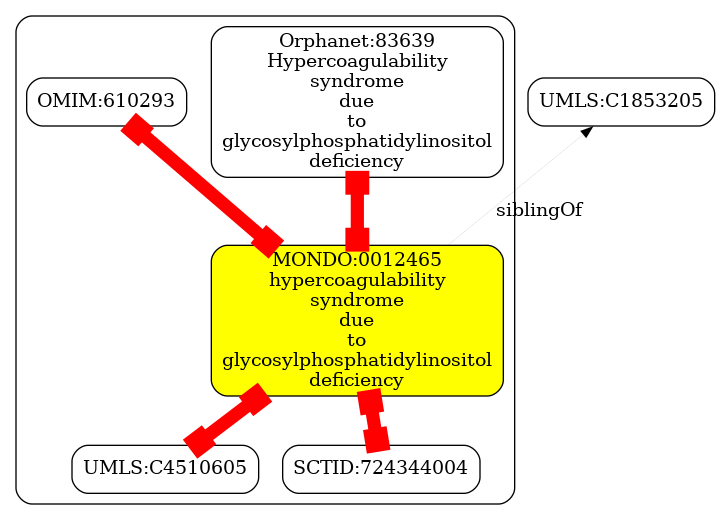 Orphanet:83639
Hypercoagulability
syndrome
due
to
glycosylphosphatidylinositol
deficiency
OMIM:610293
UMLS:C1853205
siblingOf
MONDO:0012465
hypercoagulability
syndrome
due
to
glycosylphosphatidylinositol
deficiency
UMLS:C4510605
SCTID:724344004